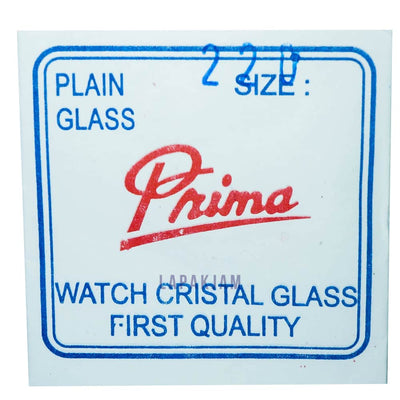 220
PLAIN SIZE :
GLASS
Prima
LAPAKJAM
WATCH CRISTAL GLASS
FIRST QUALITY